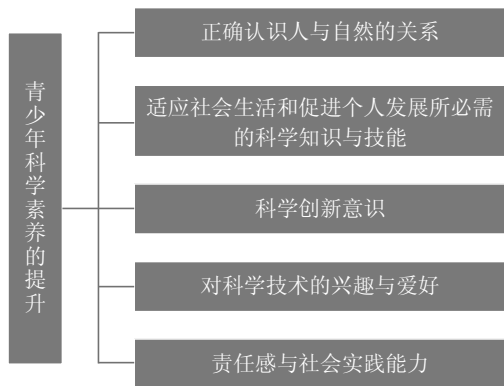 青少年科学素养的提升
正确认识人与自然的关系
适应社会生活和促进个人发展所必需
的科学知识与技能
科学创新意识
对科学技术的兴趣与爱好
责任感与社会实践能力